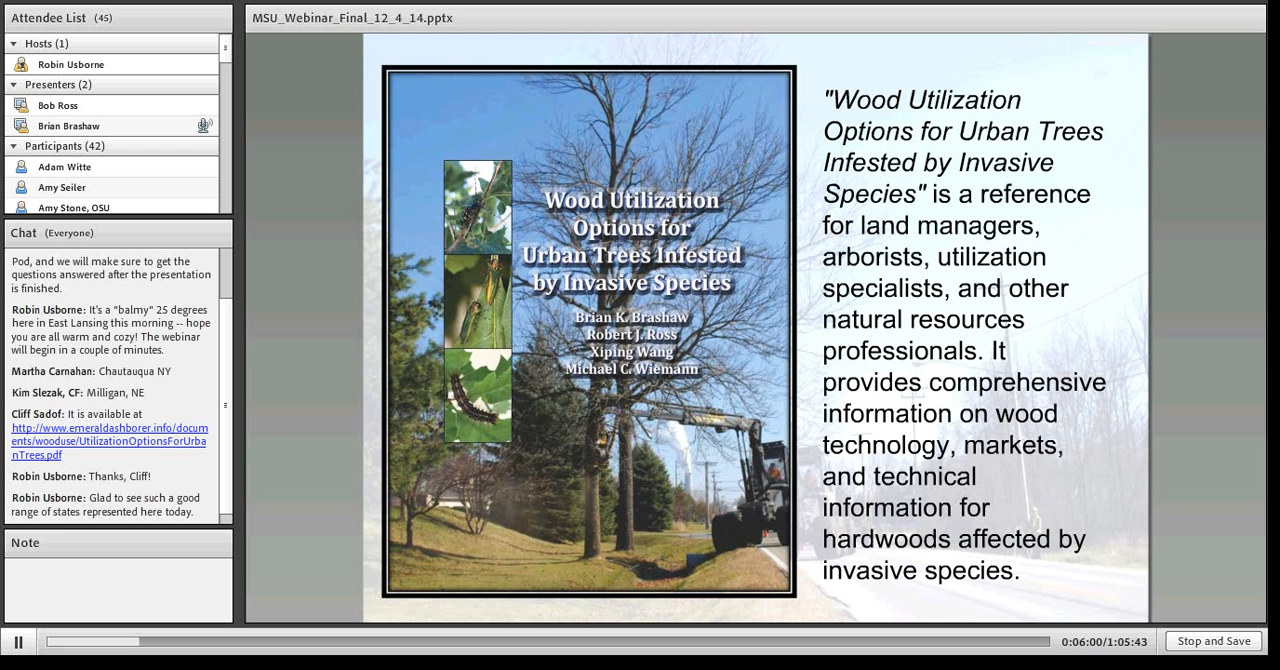 Attendee List (45)
Hosts (1)
Robin Usborne
Presenters (2)
Bob Ross
Brian Brashaw
Participants (42)
Adam Witte
Amy Seiler
Amy Stone, OSU
Chat (Everyone)
Pod, and we will make sure to get the
questions answered after the presentation
is finished.
Robin Usborne: It's a "balmy" 25 degrees
here in East Lansing this morning -- hope
you are all warm and cozy! The webinar
will begin in a couple of minutes.
Martha Carnahan: Chautauqua NY
Kim Slezak, CF: Milligan, NE
Cliff Sadof: It is available at
http://www.emeraldashborer.info/docum
ents/wooduse/UtilizationOptionsForUrba
nTrees.pdf
Robin Usborne: Thanks, Cliff!
Robin Usborne: Glad to see such a good
range of states represented here today.
Note
MSU_Webinar_Final_12_4_14.pptx
Wood Utilization
Options for
Urban Trees Infested
by Invasive Species
Brian K. Brashaw
Robert J. Ross
Xiping Wang
Michael C. Wiemann
"Wood Utilization
Options for Urban Trees
Infested by Invasive
Species" is a reference
for land managers,
arborists, utilization
specialists, and other
natural resources
professionals. It
provides comprehensive
information on wood
technology, markets,
and technical
information for
hardwoods affected by
invasive species.
0:06:00/1:05:43
Stop and Save